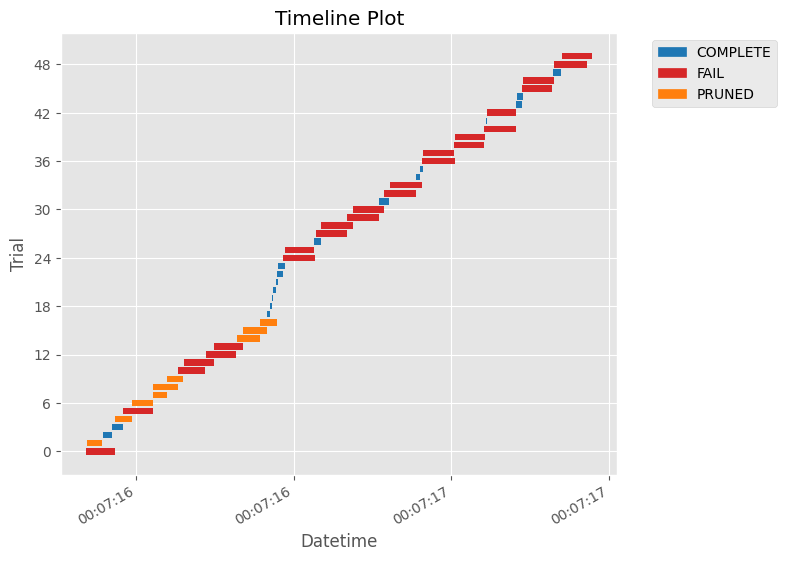 Timeline Plot
COMPLETE
FAIL
PRUNED
48
42
36
30
24
18
12
6
0
Trial
00:07:16
00:07:16
00:07:17
00:07:17
Datetime